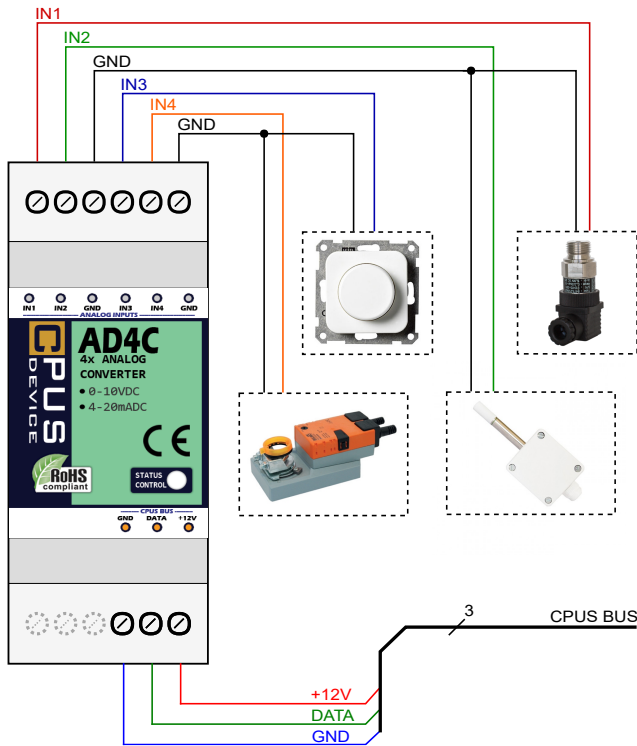 IN1
IN2
GND
IN3
IN4
GND
IN1 IN2 GND IN3 IN4 GND
ANALOG INPUTS
CPUS
DEVICE
AD4C
4x ANALOG
CONVERTER
• 0-10VDC
• 4-20mADC
CE
RoHS
compliant
STATUS
CONTROL
CPUS BUS
GND DATA +12V
3
CPUS BUS
+12V
DATA
GND